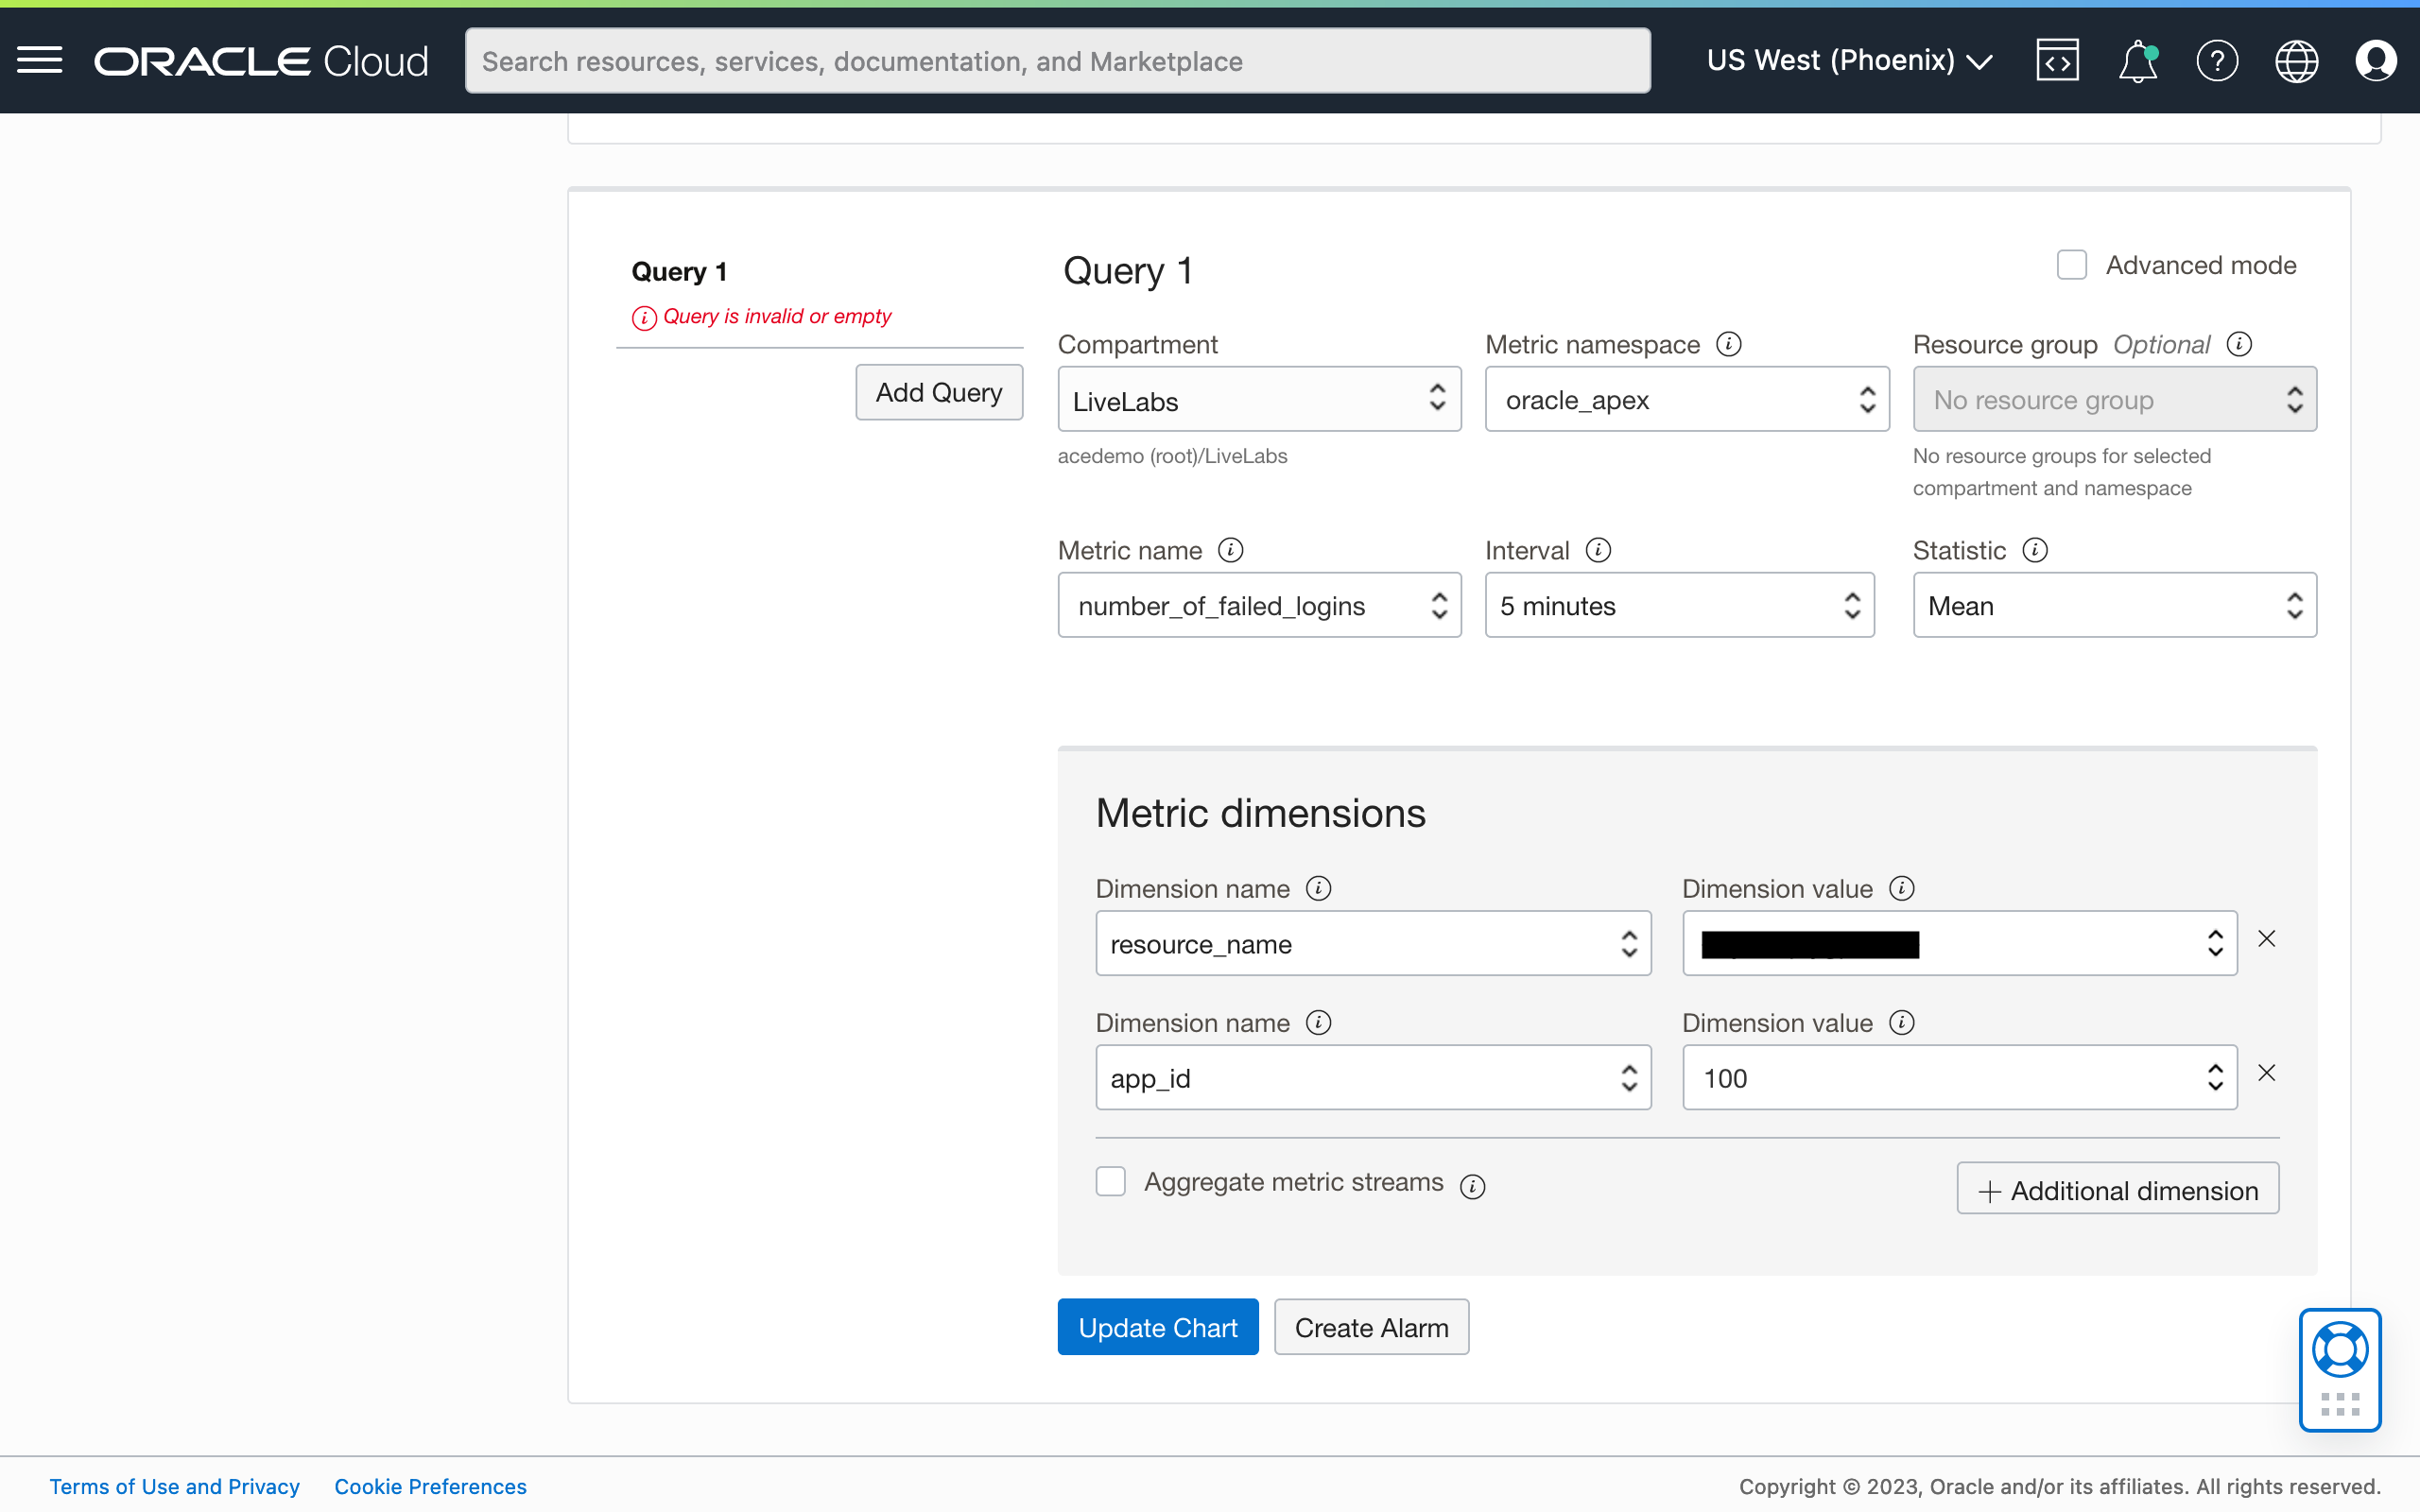 ORACLE Cloud
Search resources, services, documentation, and Marketplace
US West (Phoenix)
Query 1
Query is invalid or empty
Add Query
Query 1
Advanced mode
Compartment
LiveLabs
acedemo (root)/LiveLabs
Metric namespace
oracle_apex
Resource group Optional
No resource group
No resource groups for selected
compartment and namespace
Metric name
number_of_failed_logins
Interval
5 minutes
Statistic
Mean
Metric dimensions
Dimension name
resource_name
Dimension value
Dimension name
app_id
Dimension value
100
Aggregate metric streams
Additional dimension
Update Chart
Create Alarm
Terms of Use and Privacy
Cookie Preferences
Copyright © 2023, Oracle and/or its affiliates. All rights reserved.